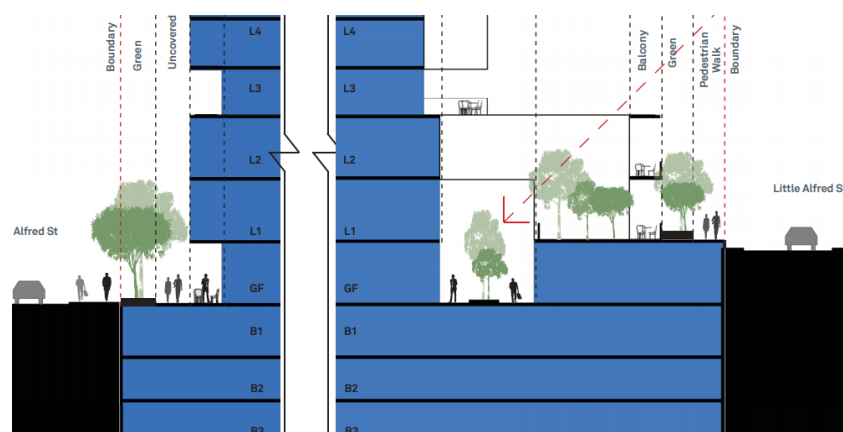 Boundary
Green
Uncovered
L4
L3
L2
L1
GF
B1
B2
B3
L4
L3
L2
L1
GF
B1
B2
B3
Balcony
Green
Pedestrian
Walk
Boundary
Alfred St
Little Alfred S